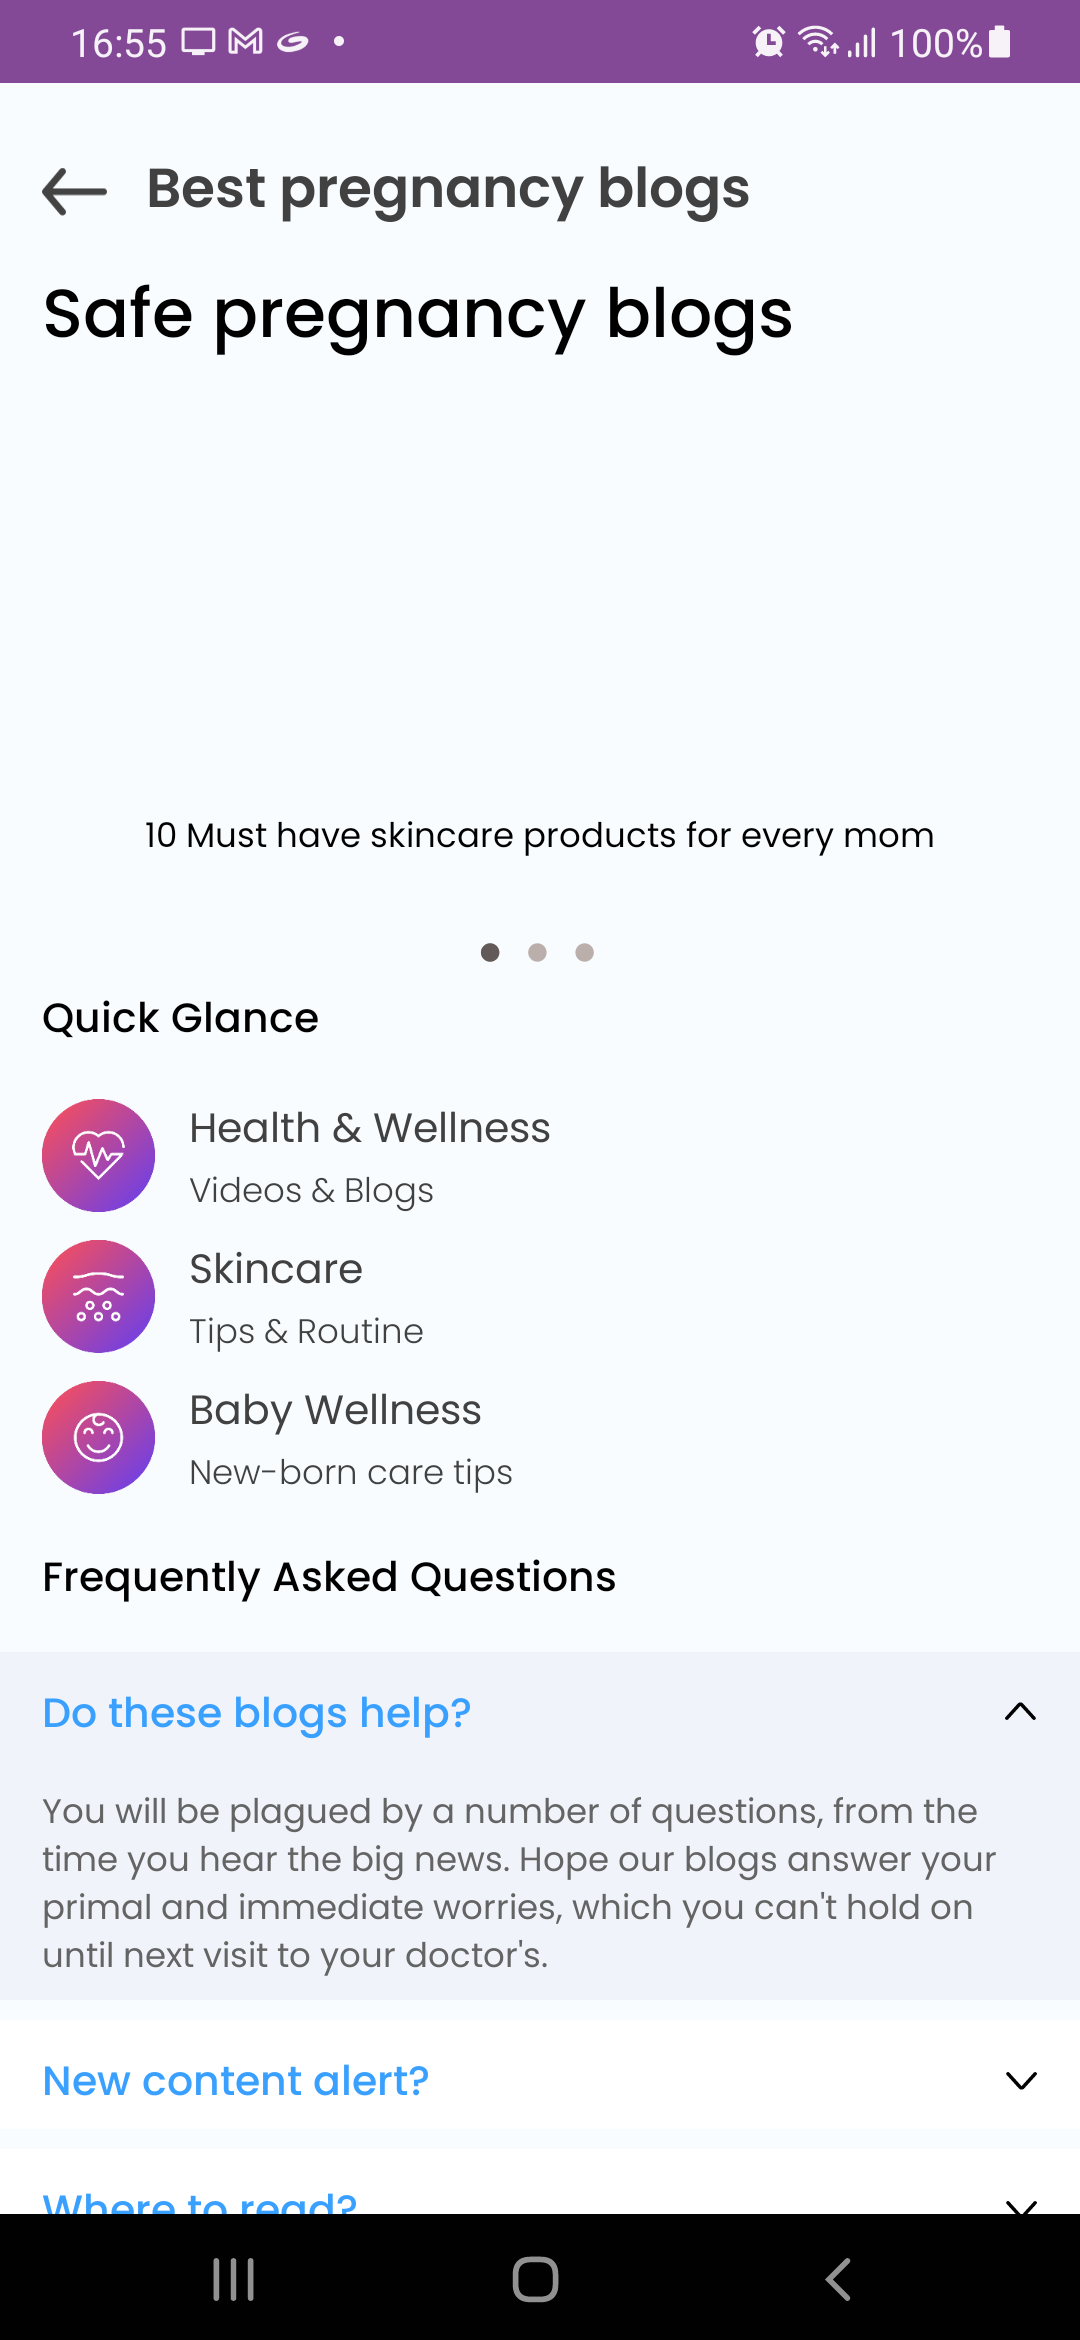 16:55
100%
Best pregnancy blogs
Safe pregnancy blogs
10 Must have skincare products for every mom
Quick Glance
Health & Wellness
Videos & Blogs
Skincare
Tips & Routine
Baby Wellness
New-born care tips
Frequently Asked Questions
Do these blogs help?
You will be plagued by a number of questions, from the
time you hear the big news. Hope our blogs answer your
primal and immediate worries, which you can't hold on
until next visit to your doctor's.
New content alert?
Where to read?